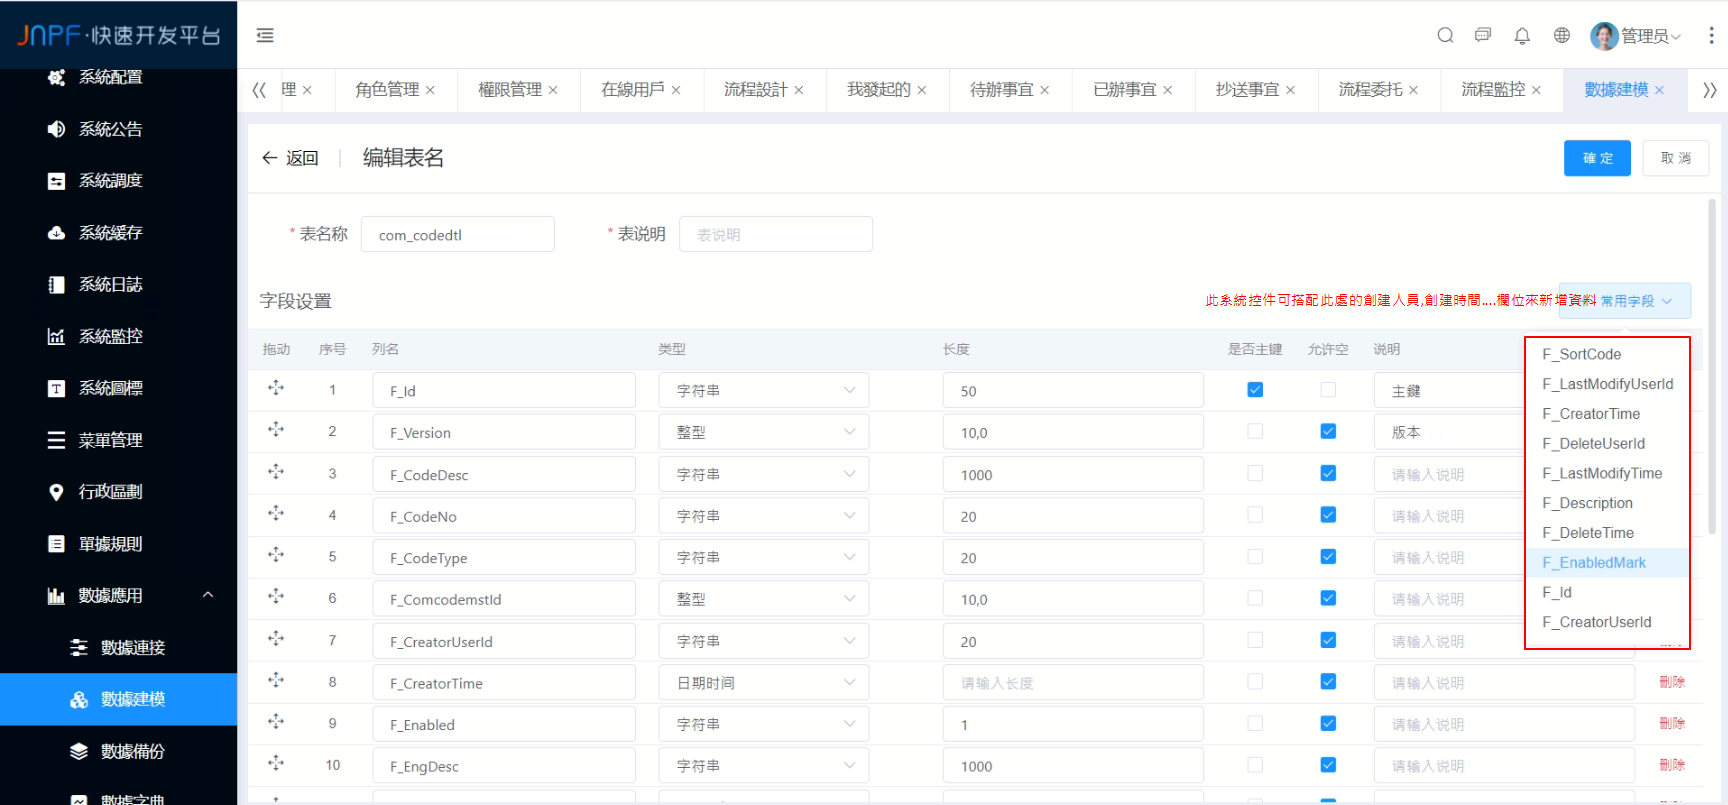 JNPF·快速开发平台
管理员
系統配置
系統公告
系統調度
系統緩存
系統日誌
系統監控
系統圖標
菜單管理
行政區劃
單據規則
數據應用
數據連接
數據建模
數據備份
數據字典
理 × 角色管理 × 權限管理 × 在線用戶 × 流程設計 × 我發起的 × 待辦事宜 × 已辦事宜 × 抄送事宜 × 流程委托 × 流程監控 × 數據建模 ×
返回 编辑表名 確定 取消
* 表名称 com_codedtl * 表说明 表说明
字段设置 此系統控件可搭配此處的創建人員,創建時間....欄位來新增資料 常用字段
拖动 序号 列名 类型 长度 是否主键 允许空 说明
1 F_Id 字符串 50 主鍵
2 F_Version 整型 10,0 版本
3 F_CodeDesc 字符串 1000 请输入说明
4 F_CodeNo 字符串 20 请输入说明
5 F_CodeType 字符串 20 请输入说明
6 F_ComcodemstId 整型 10,0 请输入说明
7 F_CreatorUserId 字符串 20 请输入说明
8 F_CreatorTime 日期时间 请输入长度 请输入说明 刪除
9 F_Enabled 字符串 1 请输入说明 刪除
10 F_EngDesc 字符串 1000 请输入说明 刪除
F_SortCode
F_LastModifyUserId
F_CreatorTime
F_DeleteUserId
F_LastModifyTime
F_Description
F_DeleteTime
F_EnabledMark
F_Id
F_CreatorUserId